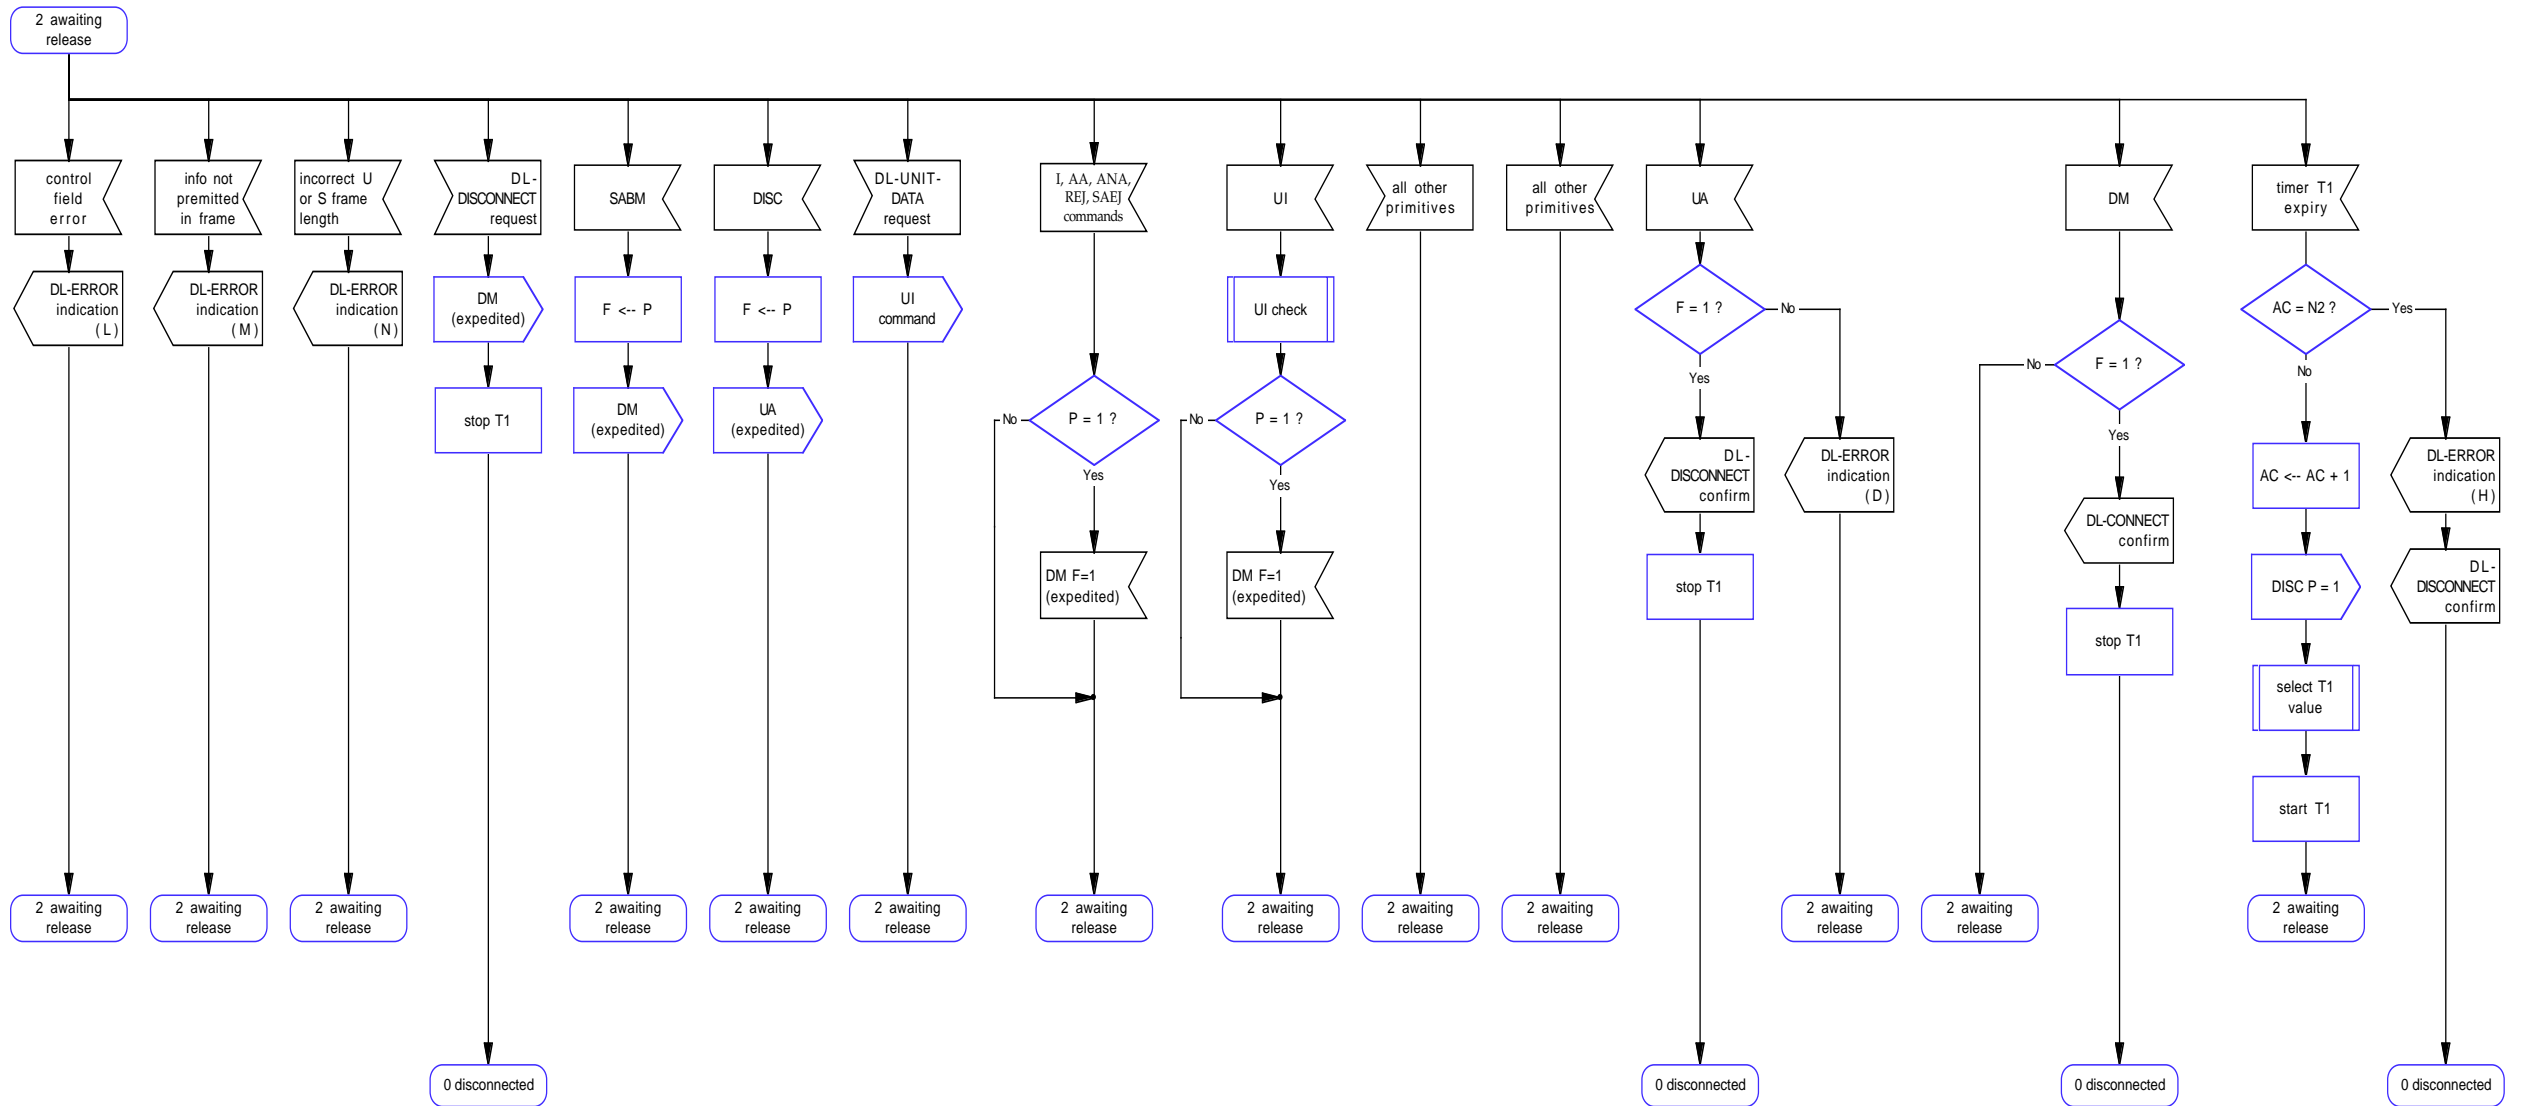 2 awaiting
release
control
field
error
info not
premitted
in frame
incorrect U
or S frame
length
DL-
DISCONNECT
request
SABM
DISC
DL-UNIT-
DATA
request
I, AA, ANA,
REJ, SAEJ
commands
UI
all other
primitives
all other
primitives
UA
DM
timer T1
expiry
DL-ERROR
indication
(L)
DL-ERROR
indication
(M)
DL-ERROR
indication
(N)
DM
(expedited)
F <-- P
F <-- P
UI
command
UI check
F = 1 ?
No
Yes
F = 1 ?
No
Yes
AC = N2 ?
Yes
No
stop T1
DM
(expedited)
UA
(expedited)
P = 1 ?
No
Yes
P = 1 ?
No
Yes
DL-
DISCONNECT
confirm
DL-ERROR
indication
(D)
DL-CONNECT
confirm
AC <-- AC + 1
DL-ERROR
indication
(H)
DM F=1
(expedited)
DM F=1
(expedited)
stop T1
stop T1
DISC P = 1
DL-
DISCONNECT
confirm
select T1
value
start T1
2 awaiting
release
2 awaiting
release
2 awaiting
release
2 awaiting
release
2 awaiting
release
2 awaiting
release
2 awaiting
release
2 awaiting
release
2 awaiting
release
2 awaiting
release
2 awaiting
release
2 awaiting
release
2 awaiting
release
0 disconnected
0 disconnected
0 disconnected
0 disconnected